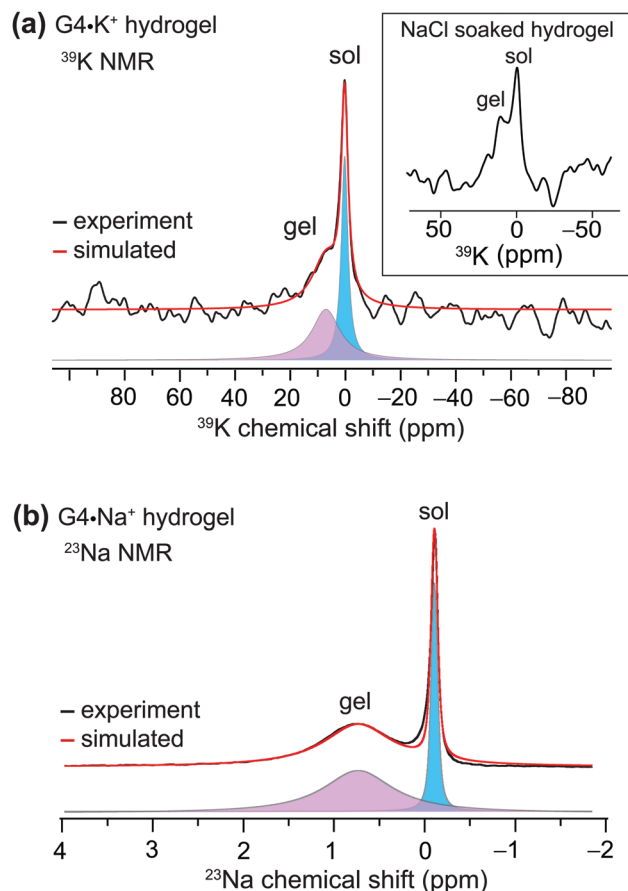 (a) G4•K⁺ hydrogel
³⁹K NMR
sol
gel
experiment
simulated
NaCl soaked hydrogel
sol
gel
50 0 –50
³⁹K (ppm)
80 60 40 20 0 –20 –40 –60 –80
³⁹K chemical shift (ppm)
(b) G4•Na⁺ hydrogel
²³Na NMR
sol
gel
experiment
simulated
4 3 2 1 0 –1 –2
²³Na chemical shift (ppm)